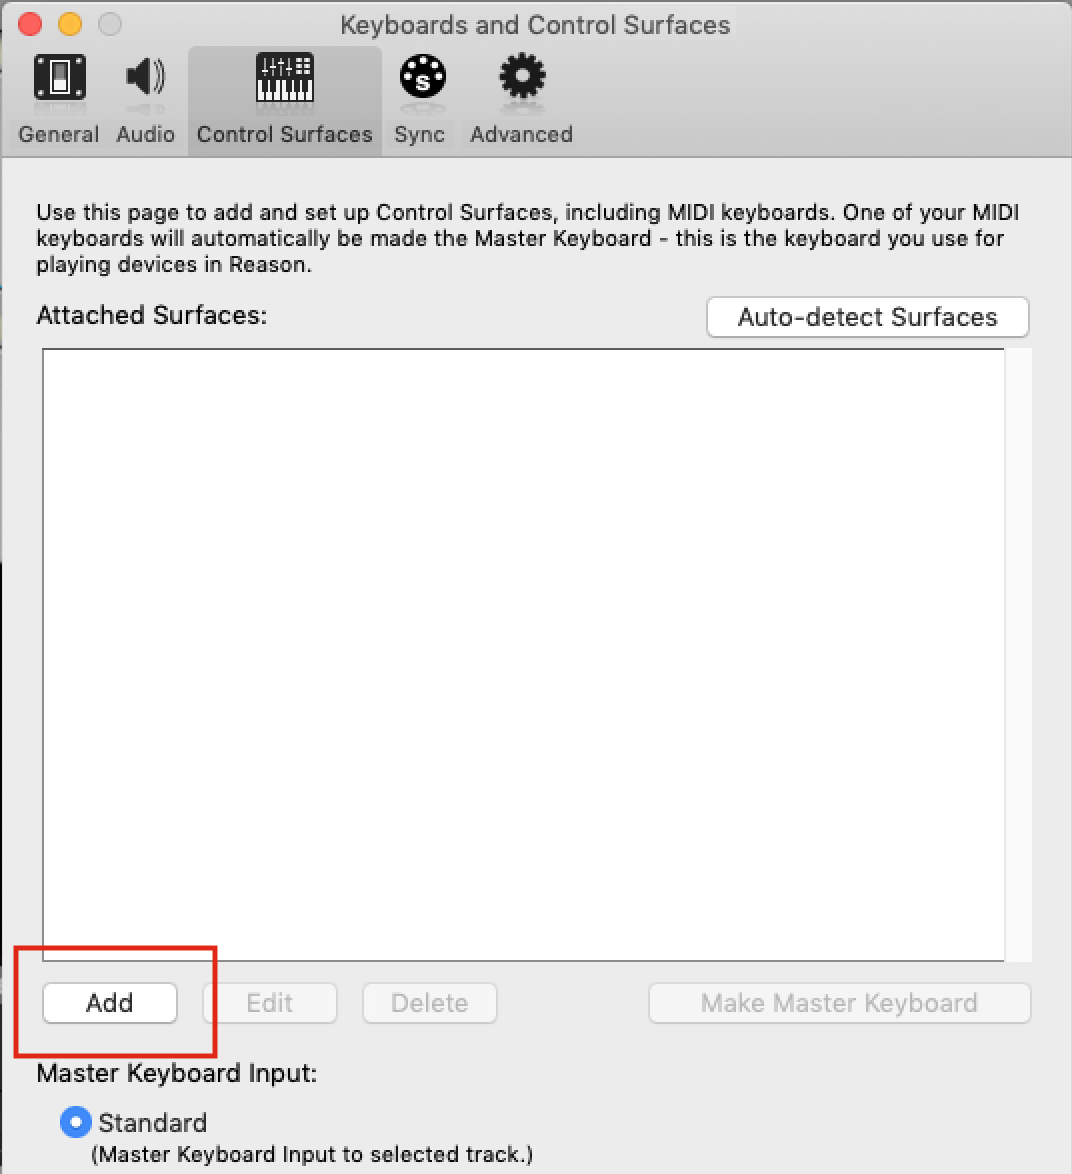 Keyboards and Control Surfaces
General Audio Control Surfaces Sync Advanced
Use this page to add and set up Control Surfaces, including MIDI keyboards. One of your MIDI
keyboards will automatically be made the Master Keyboard - this is the keyboard you use for
playing devices in Reason.
Attached Surfaces: Auto-detect Surfaces
Add Edit Delete Make Master Keyboard
Master Keyboard Input:
Standard
(Master Keyboard Input to selected track.)